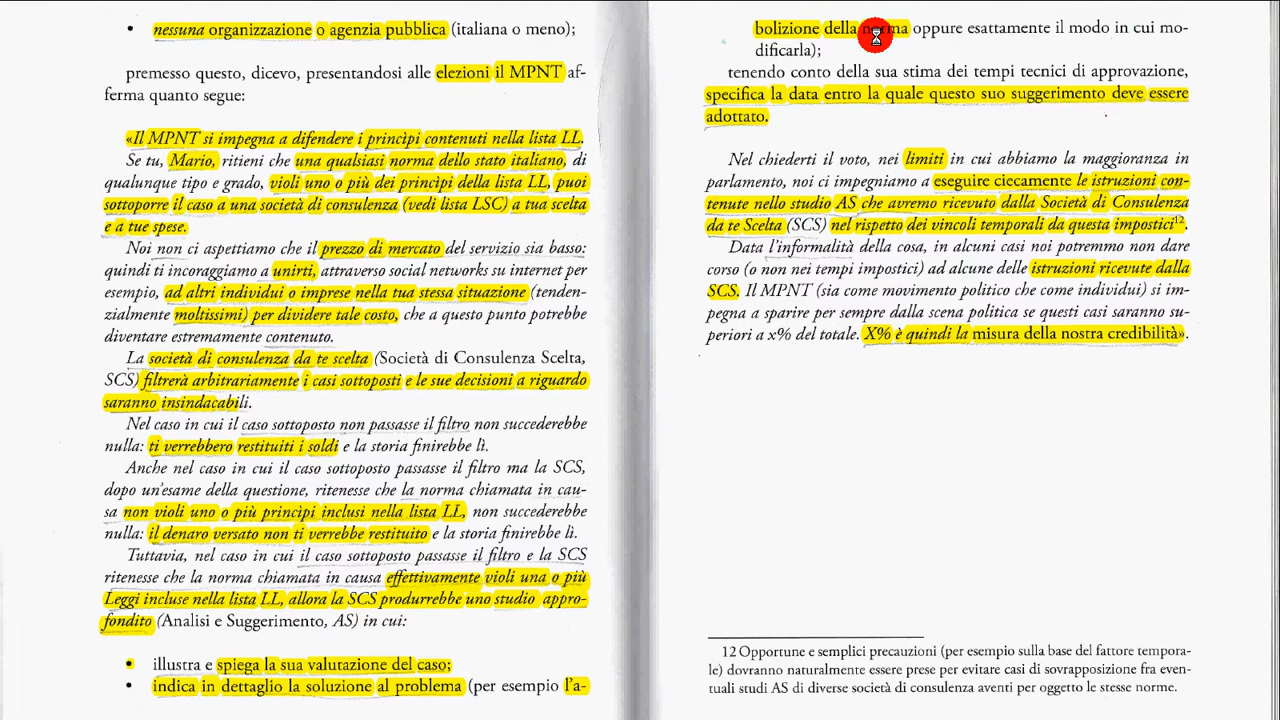 • nessuna organizzazione o agenzia pubblica (italiana o meno);
premesso questo, dicevo, presentandosi alle elezioni il MPNT af-
ferma quanto segue:
«Il MPNT si impegna a difendere i princìpi contenuti nella lista LL.
Se tu, Mario, ritieni che una qualsiasi norma dello stato italiano, di
qualunque tipo e grado, violi uno o più dei princìpi della lista LL, puoi
sottoporre il caso a una società di consulenza (vedi lista LSC) a tua scelta
e a tue spese.
Noi non ci aspettiamo che il prezzo di mercato del servizio sia basso:
quindi ti incoraggiamo a unirti, attraverso social networks su internet per
esempio, ad altri individui o imprese nella tua stessa situazione (tenden-
zialmente moltissimi) per dividere tale costo, che a questo punto potrebbe
diventare estremamente contenuto.
La società di consulenza da te scelta (Società di Consulenza Scelta,
SCS) filtrerà arbitrariamente i casi sottoposti e le sue decisioni a riguardo
saranno insindacabili.
Nel caso in cui il caso sottoposto non passasse il filtro non succederebbe
nulla: ti verrebbero restituiti i soldi e la storia finirebbe lì.
Anche nel caso in cui il caso sottoposto passasse il filtro ma la SCS,
dopo un'esame della questione, ritenesse che la norma chiamata in cau-
sa non violi uno o più princìpi inclusi nella lista LL, non succederebbe
nulla: il denaro versato non ti verrebbe restituito e la storia finirebbe lì.
Tuttavia, nel caso in cui il caso sottoposto passasse il filtro e la SCS
ritenesse che la norma chiamata in causa effettivamente violi una o più
Leggi incluse nella lista LL, allora la SCS produrrebbe uno studio appro-
fondito (Analisi e Suggerimento, AS) in cui:
• illustra e spiega la sua valutazione del caso;
• indica in dettaglio la soluzione al problema (per esempio l'a-
bolizione della norma oppure esattamente il modo in cui mo-
dificarla);
tenendo conto della sua stima dei tempi tecnici di approvazione,
specifica la data entro la quale questo suo suggerimento deve essere
adottato.
Nel chiederti il voto, nei limiti in cui abbiamo la maggioranza in
parlamento, noi ci impegniamo a eseguire ciecamente le istruzioni con-
tenute nello studio AS che avremo ricevuto dalla Società di Consulenza
da te Scelta (SCS) nel rispetto dei vincoli temporali da questa impostici12.
Data l'informalità della cosa, in alcuni casi noi potremmo non dare
corso (o non nei tempi impostici) ad alcune delle istruzioni ricevute dalla
SCS. Il MPNT (sia come movimento politico che come individui) si im-
pegna a sparire per sempre dalla scena politica se questi casi saranno su-
periori a x% del totale. X% è quindi la misura della nostra credibilità».
12 Opportune e semplici precauzioni (per esempio sulla base del fattore tempora-
le) dovranno naturalmente essere prese per evitare casi di sovrapposizione fra even-
tuali studi AS di diverse società di consulenza aventi per oggetto le stesse norme.